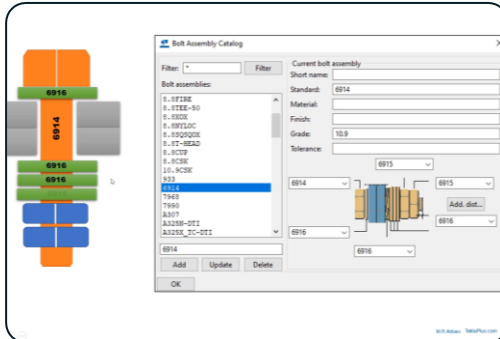 6916
6914
6916
6916
Bolt Assembly Catalog
Filter: * Filter
Bolt assemblies:
8.8FIRE
8.8TEE-50
8.8XOX
8.8NYLOC
8.8SQSQOX
8.8T-HEAD
8.8CUP
8.8CSK
10.9CSK
933
6914
7968
7990
A307
A325N-DTI
A325X_TC-DTI
6914
Add Update Delete
OK
Current bolt assembly
Short name:
Standard: 6914
Material:
Finish:
Grade: 10.9
Tolerance:
6915
6914 6915
Add. dist...
6916 6916
6916
TeklaPlus.com